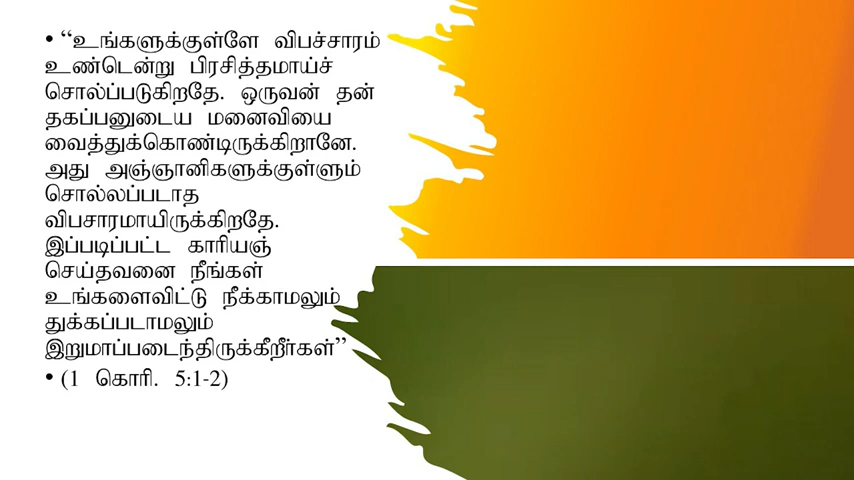 • “உங்களுக்குள்ளே விபச்சாரம்
உண்டென்று பிரசித்தமாய்ச்
சொல்ப்படுகிறதே. ஒருவன் தன்
தகப்பனுடைய மனைவியை
வைத்துக்கொண்டிருக்கிறானே.
அது அஞ்ஞானிகளுக்குள்ளும்
சொல்லப்படாத
விபசாரமாயிருக்கிறதே.
இப்படிப்பட்ட காரியஞ்
செய்தவனை நீங்கள்
உங்களைவிட்டு நீக்காமலும்
துக்கப்படாமலும்
இறுமாப்படைந்திருக்கீறீர்கள்”
• (1 கொரி. 5:1-2)